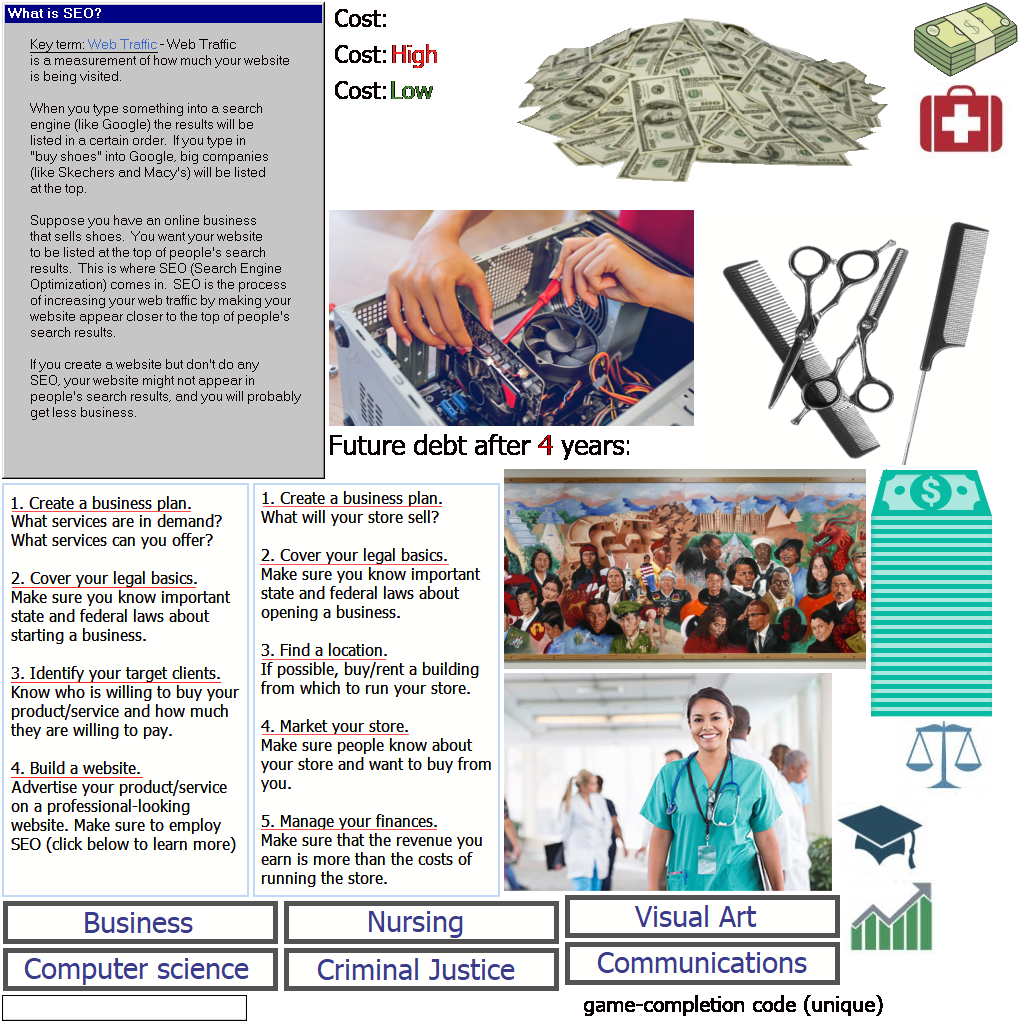 What is SEO?
Key term: Web Traffic - Web Traffic
is a measurement of how much your website
is being visited.
When you type something into a search
engine (like Google) the results will be
listed in a certain order. If you type in
"buy shoes" into Google, big companies
(like Skechers and Macy's) will be listed
at the top.
Suppose you have an online business
that sells shoes. You want your website
to be listed at the top of people's search
results. This is where SEO (Search Engine
Optimization) comes in. SEO is the process
of increasing your web traffic by making your
website appear closer to the top of people's
search results.
If you create a website but don't do any
SEO, your website might not appear in
people's search results, and you will probably
get less business.
Cost:
Cost: High
Cost: Low
Future debt after 4 years:
1. Create a business plan.
What services are in demand?
What services can you offer?
2. Cover your legal basics.
Make sure you know important
state and federal laws about
starting a business.
3. Identify your target clients.
Know who is willing to buy your
product/service and how much
they are willing to pay.
4. Build a website.
Advertise your product/service
on a professional-looking
website. Make sure to employ
SEO (click below to learn more)
1. Create a business plan.
What will your store sell?
2. Cover your legal basics.
Make sure you know important
state and federal laws about
opening a business.
3. Find a location.
If possible, buy/rent a building
from which to run your store.
4. Market your store.
Make sure people know about
your store and want to buy from
you.
5. Manage your finances.
Make sure that the revenue you
earn is more than the costs of
running the store.
Business
Nursing
Visual Art
Computer science
Criminal Justice
Communications
game-completion code (unique)